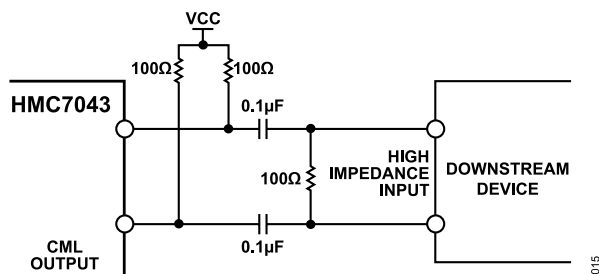 VCC
100Ω
100Ω
HMC7043
0.1µF
HIGH
IMPEDANCE
INPUT
DOWNSTREAM
DEVICE
100Ω
CML
OUTPUT
0.1µF
015